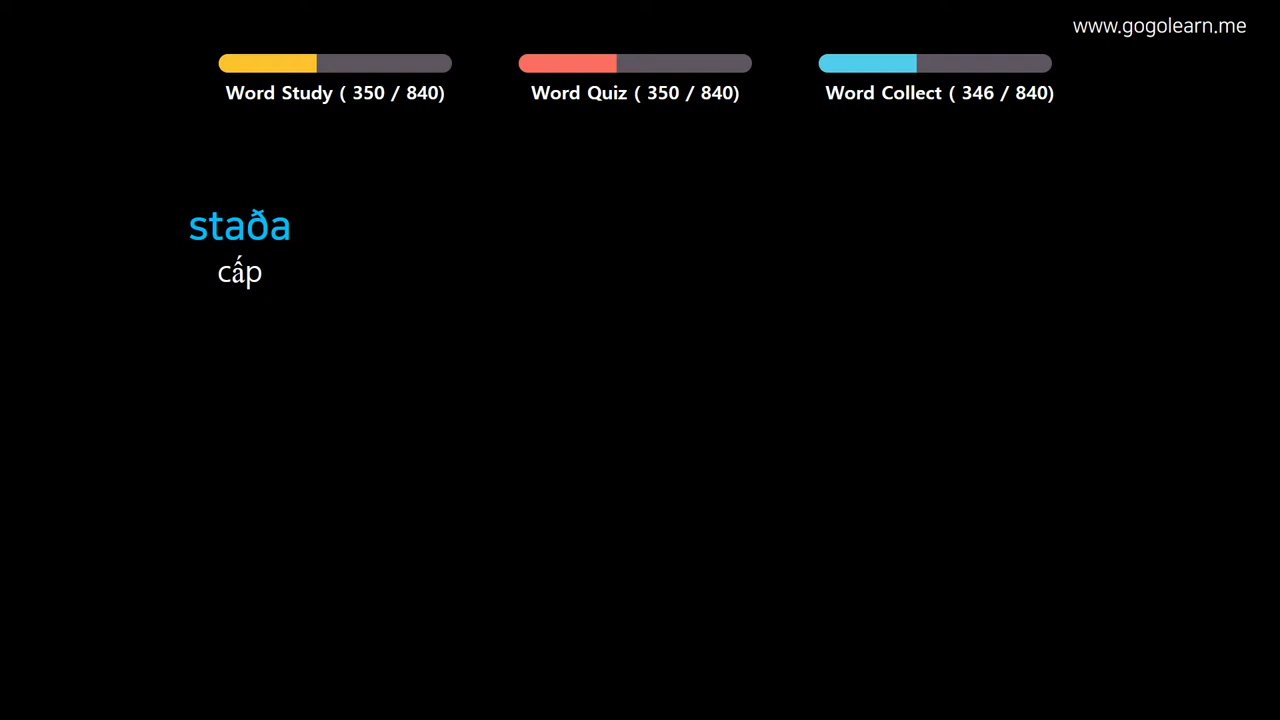 www.gogolearn.me
Word Study ( 350 / 840)
Word Quiz ( 350 / 840)
Word Collect ( 346 / 840)
staða
cấp